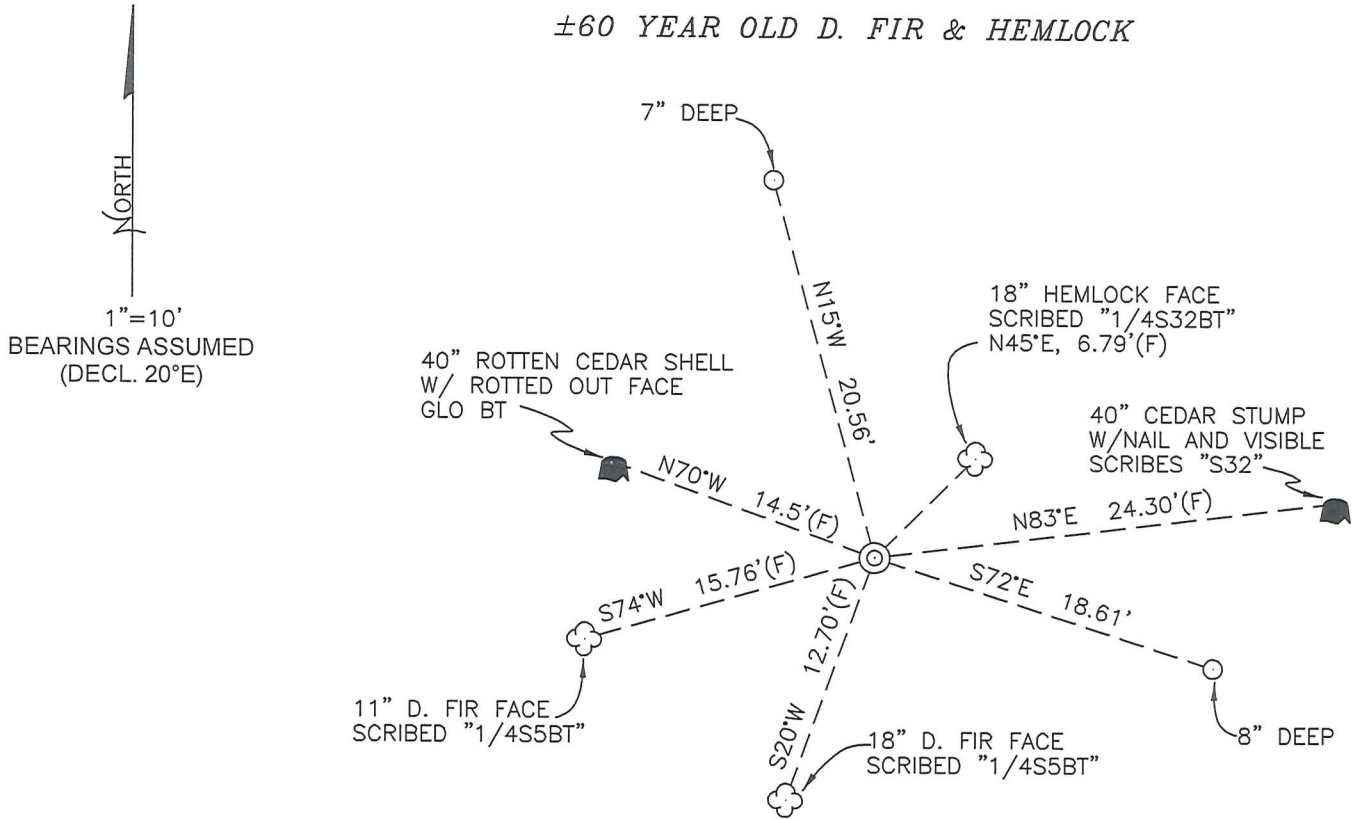 ±60 YEAR OLD D. FIR & HEMLOCK
NORTH
1"=10'
BEARINGS ASSUMED
(DECL. 20°E)
7" DEEP
N15°W 20.56'
18" HEMLOCK FACE
SCRIBED "1/4S32BT"
N45°E, 6.79'(F)
40" ROTTEN CEDAR SHELL
W/ ROTTED OUT FACE
GLO BT
N70°W 14.5'(F)
40" CEDAR STUMP
W/NAIL AND VISIBLE
SCRIBES "S32"
N83°E 24.30'(F)
S74°W 15.76'(F)
S72°E 18.61'
S20°W 12.70'(F)
11" D. FIR FACE
SCRIBED "1/4S5BT"
18" D. FIR FACE
SCRIBED "1/4S5BT"
8" DEEP